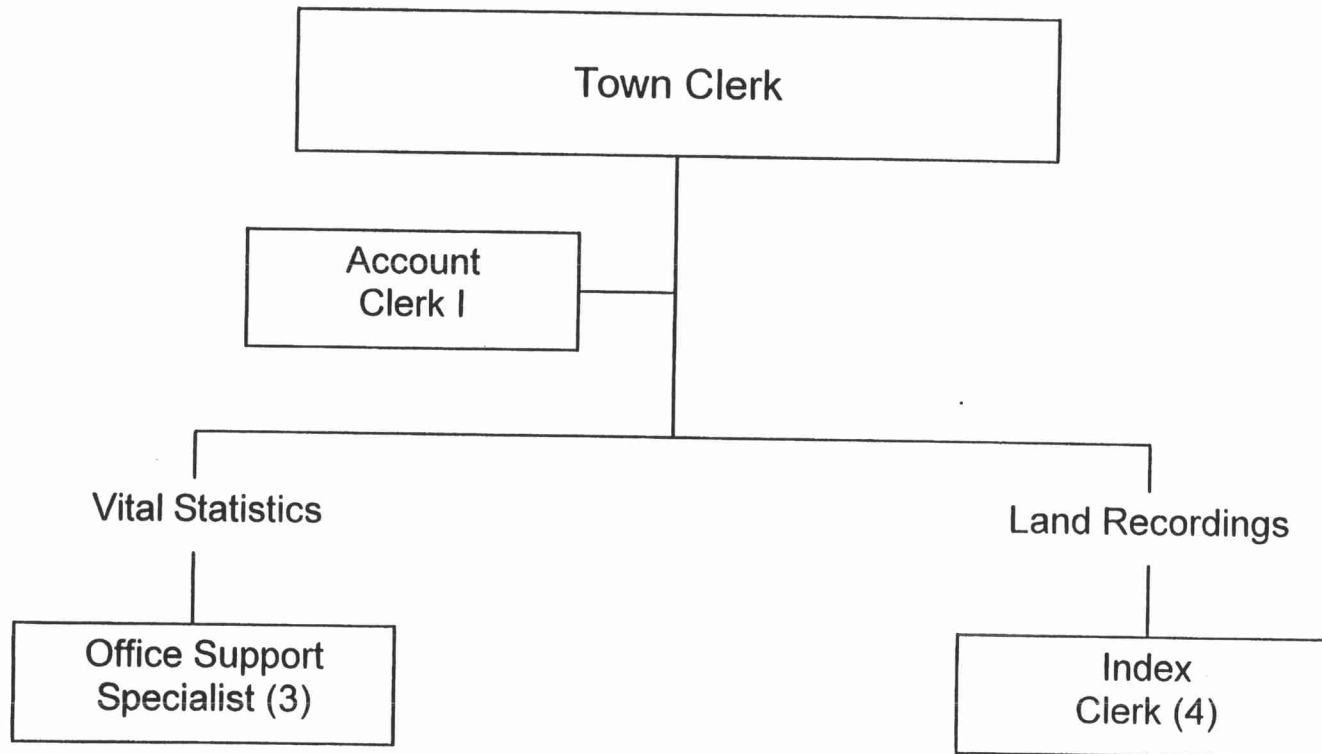 Town Clerk
Account
Clerk I
Vital Statistics
Land Recordings
Office Support
Specialist (3)
Index
Clerk (4)